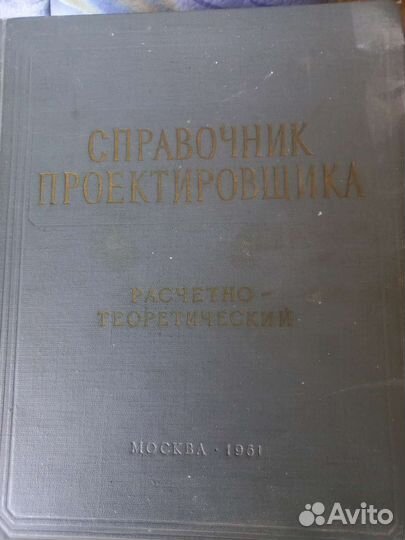 СПРАВОЧНИК
ПРОЕКТИРОВЩИКА
РАСЧЕТНО-
ТЕОРЕТИЧЕСКИЙ
МОСКВА · 1961
Avito